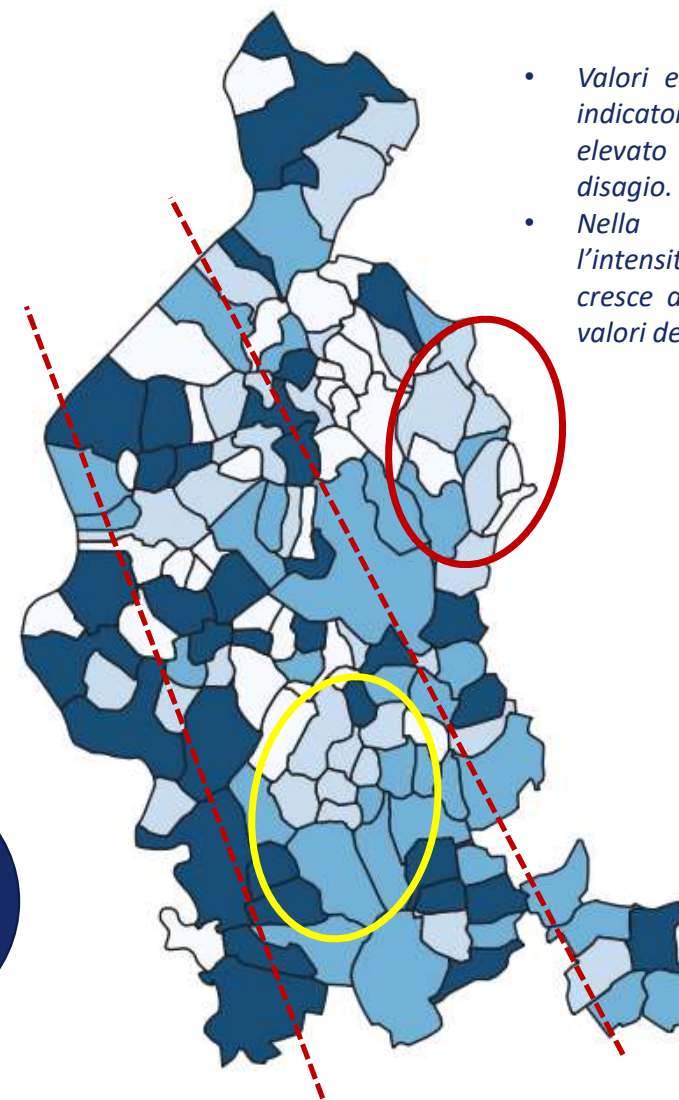 • Valori e
indicator
elevato
disagio.
• Nella
l'intensit
cresce a
valori de